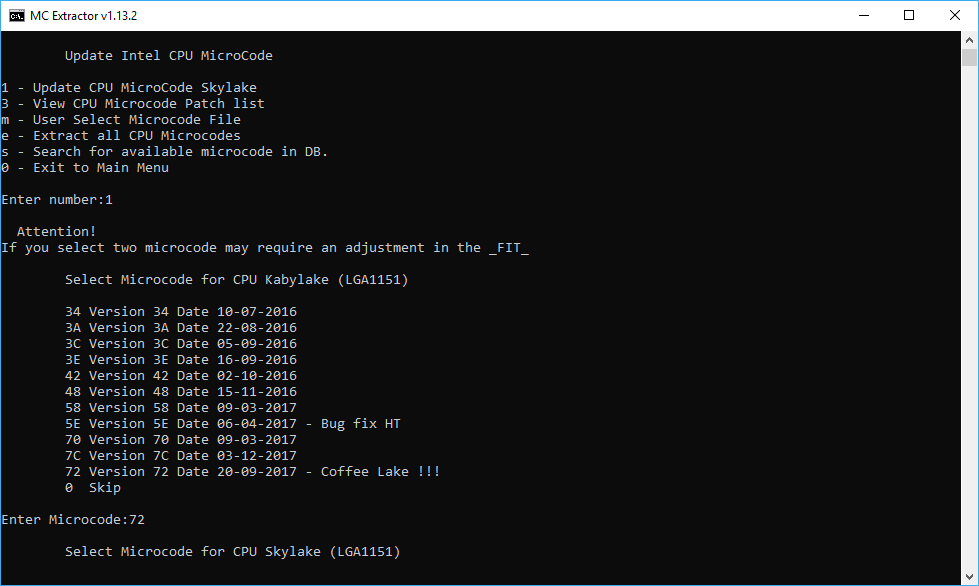 MC Extractor v1.13.2
Update Intel CPU MicroCode
1 - Update CPU MicroCode Skylake
3 - View CPU Microcode Patch list
m - User Select Microcode File
e - Extract all CPU Microcodes
s - Search for available microcode in DB.
0 - Exit to Main Menu
Enter number:1
Attention!
If you select two microcode may require an adjustment in the _FIT_
Select Microcode for CPU Kabylake (LGA1151)
34 Version 34 Date 10-07-2016
3A Version 3A Date 22-08-2016
3C Version 3C Date 05-09-2016
3E Version 3E Date 16-09-2016
42 Version 42 Date 02-10-2016
48 Version 48 Date 15-11-2016
58 Version 58 Date 09-03-2017
5E Version 5E Date 06-04-2017 - Bug fix HT
70 Version 70 Date 09-03-2017
7C Version 7C Date 03-12-2017
72 Version 72 Date 20-09-2017 - Coffee Lake !!!
0 Skip
Enter Microcode:72
Select Microcode for CPU Skylake (LGA1151)